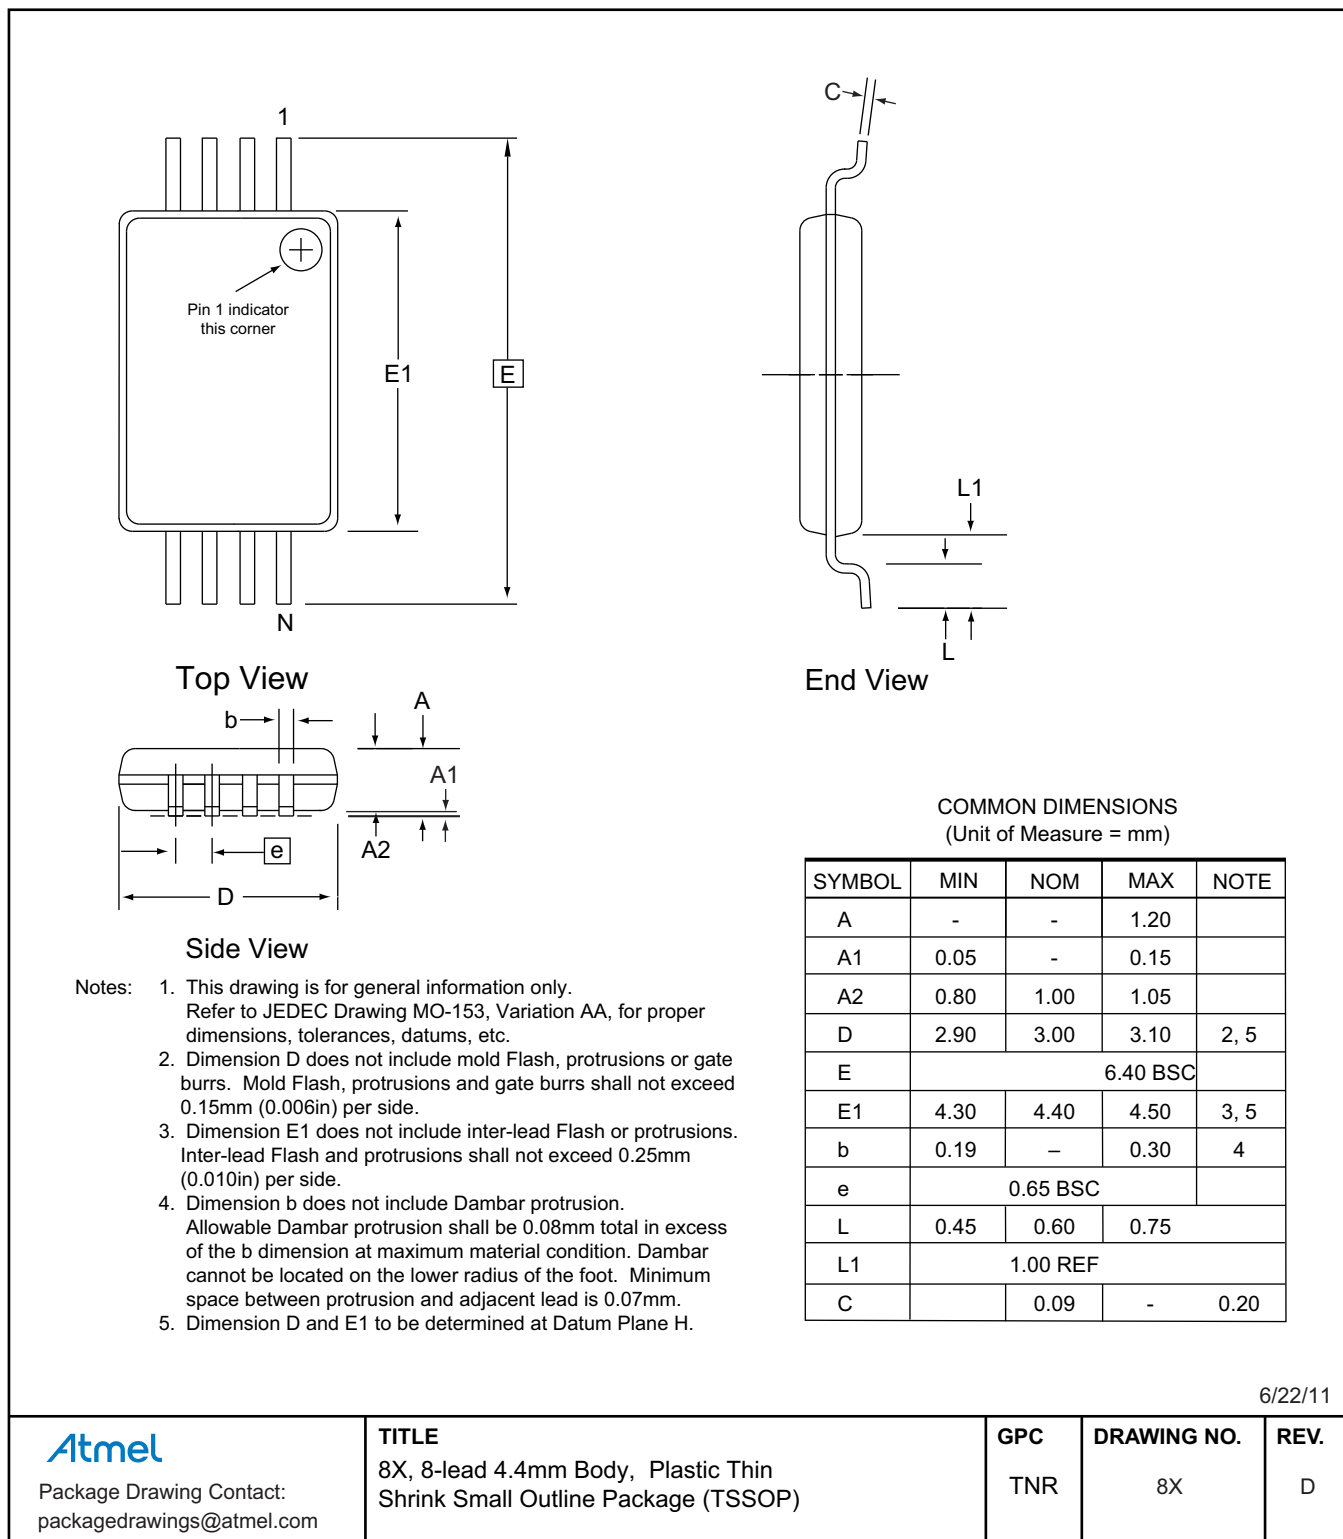 1
C
Pin 1 indicator
this corner
E1
E
L1
N
L
Top View
End View
b
A
A1
e
A2
D
Side View
COMMON DIMENSIONS
(Unit of Measure = mm)
SYMBOL MIN NOM MAX NOTE
A - - 1.20
A1 0.05 - 0.15
A2 0.80 1.00 1.05
D 2.90 3.00 3.10 2, 5
E 6.40 BSC
E1 4.30 4.40 4.50 3, 5
b 0.19 – 0.30 4
e 0.65 BSC
L 0.45 0.60 0.75
L1 1.00 REF
C 0.09 - 0.20
Notes: 1. This drawing is for general information only.
Refer to JEDEC Drawing MO-153, Variation AA, for proper
dimensions, tolerances, datums, etc.
2. Dimension D does not include mold Flash, protrusions or gate
burrs. Mold Flash, protrusions and gate burrs shall not exceed
0.15mm (0.006in) per side.
3. Dimension E1 does not include inter-lead Flash or protrusions.
Inter-lead Flash and protrusions shall not exceed 0.25mm
(0.010in) per side.
4. Dimension b does not include Dambar protrusion.
Allowable Dambar protrusion shall be 0.08mm total in excess
of the b dimension at maximum material condition. Dambar
cannot be located on the lower radius of the foot. Minimum
space between protrusion and adjacent lead is 0.07mm.
5. Dimension D and E1 to be determined at Datum Plane H.
6/22/11
Atmel
Package Drawing Contact:
packagedrawings@atmel.com
TITLE
8X, 8-lead 4.4mm Body, Plastic Thin
Shrink Small Outline Package (TSSOP)
GPC
TNR
DRAWING NO.
8X
REV.
D